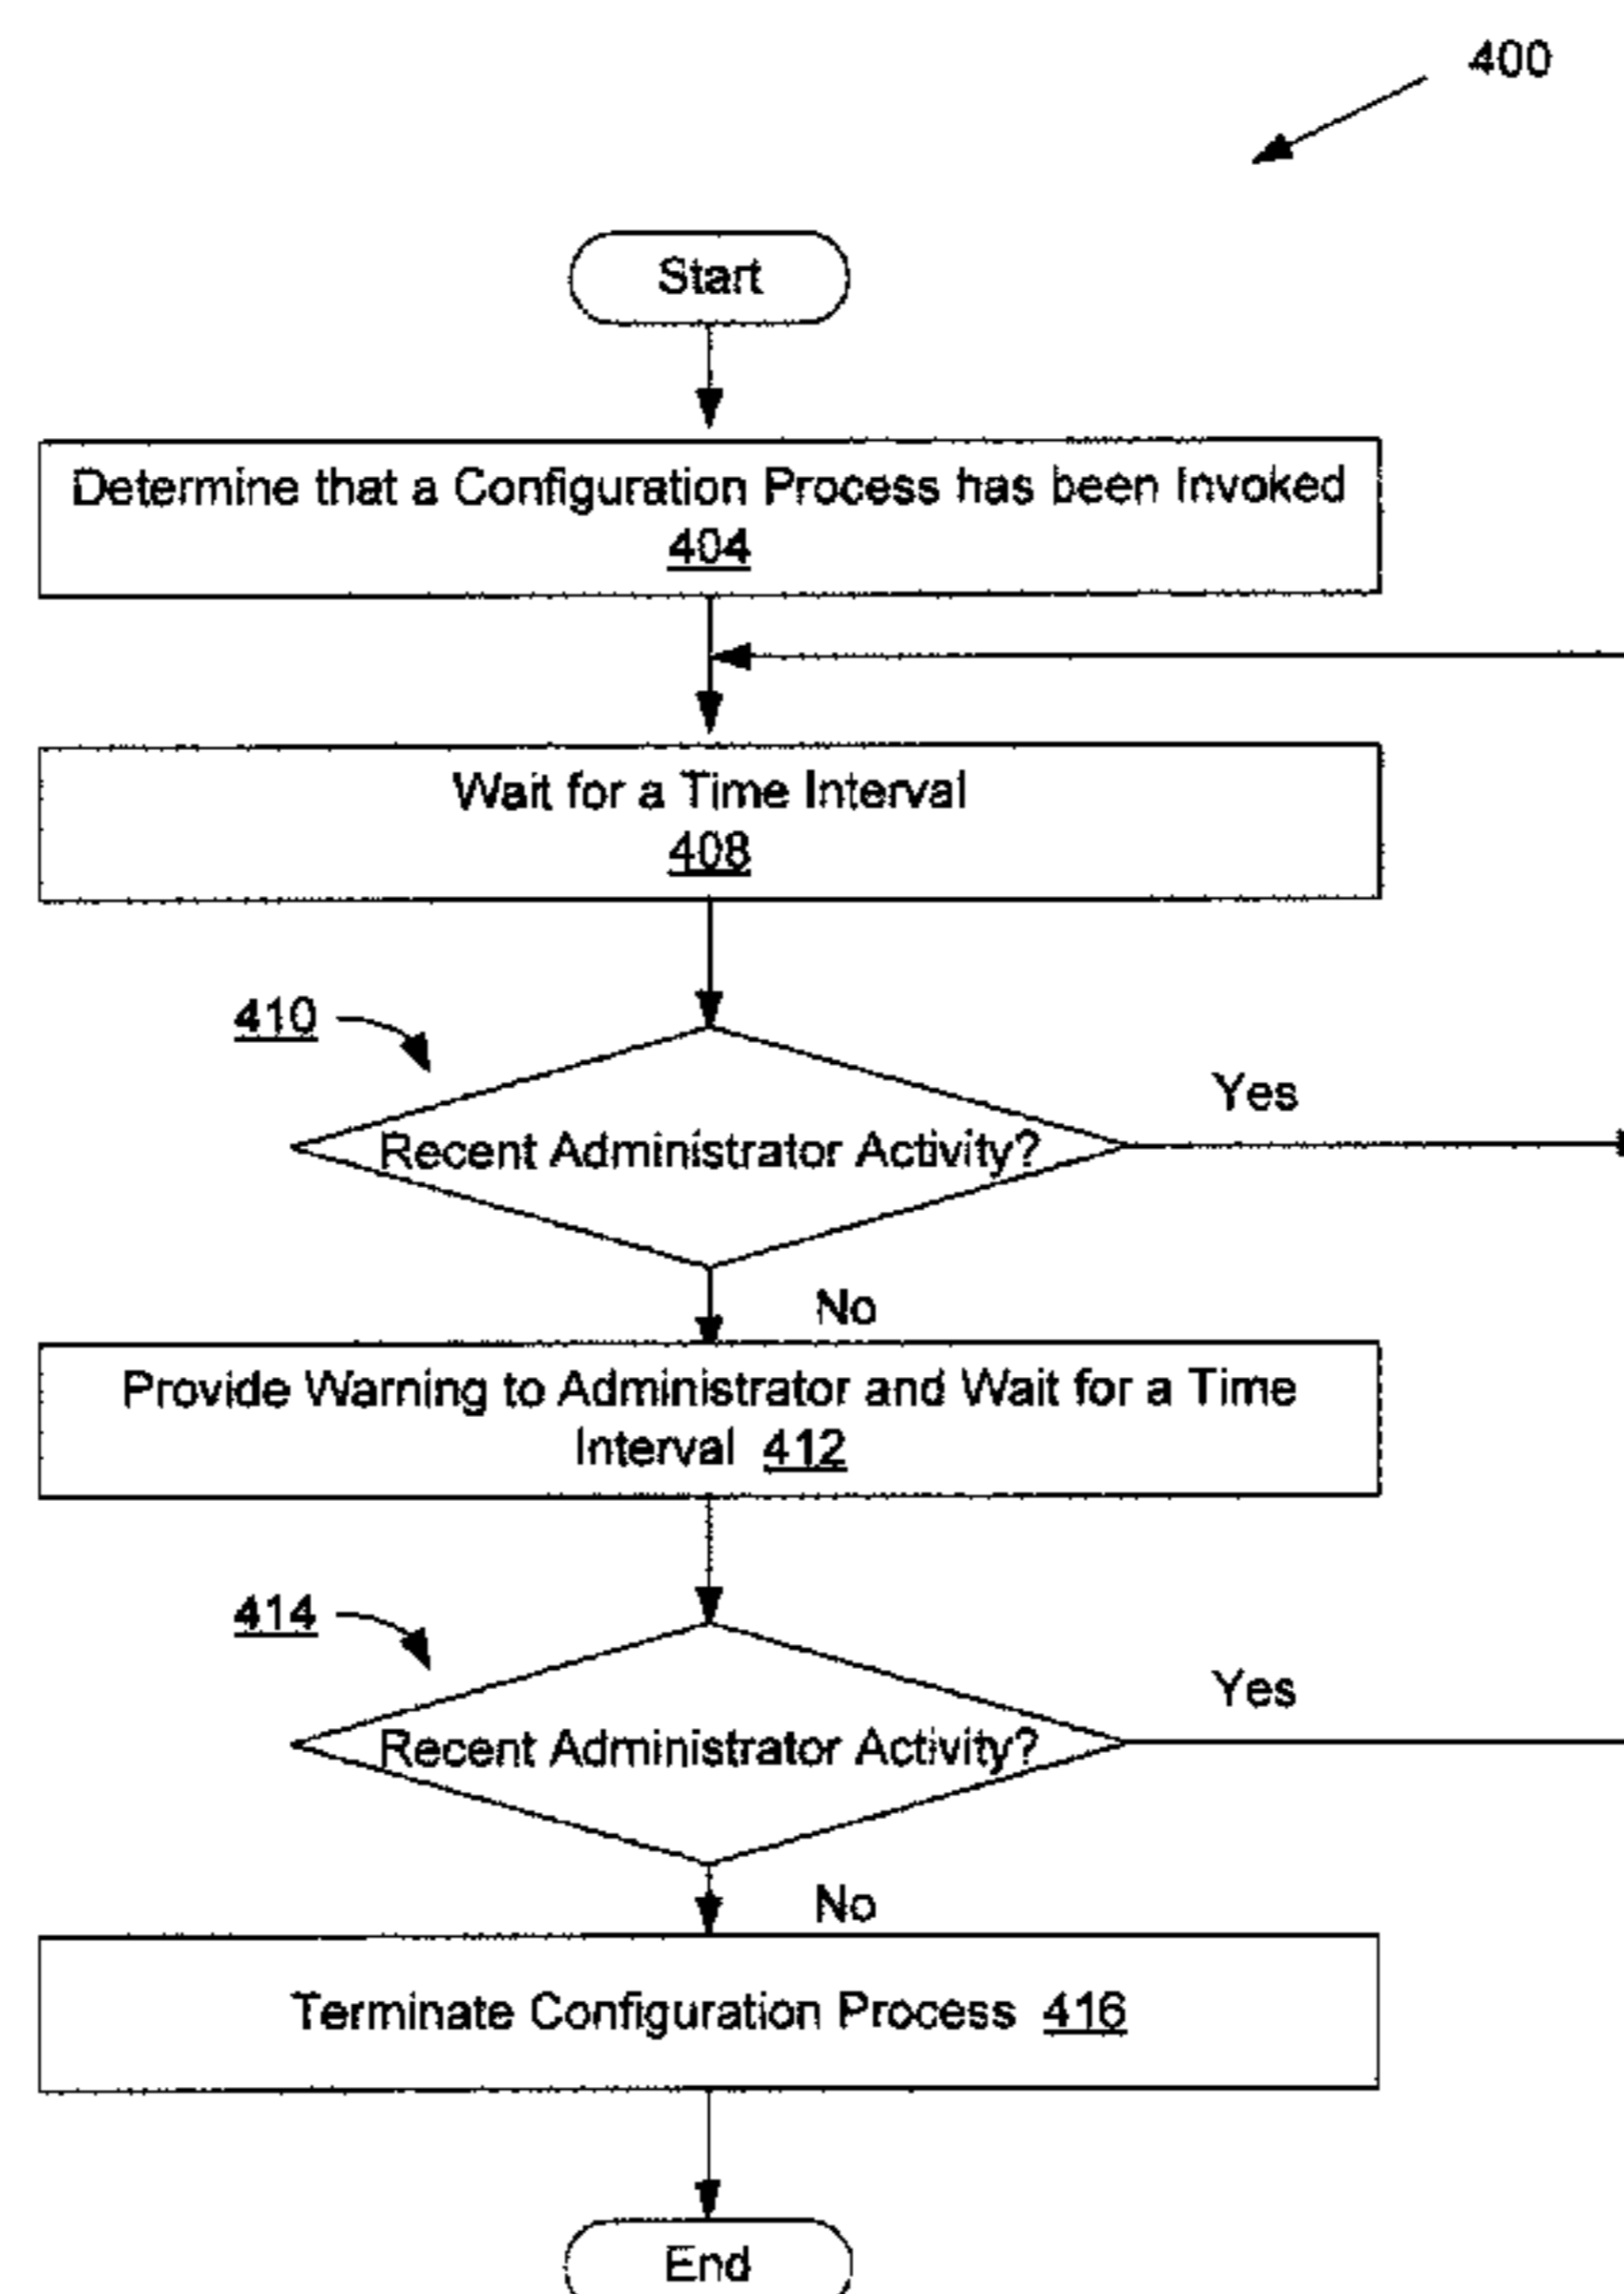 400
Start
Determine that a Configuration Process has been Invoked
404
Wait for a Time Interval
408
410
Yes
Recent Administrator Activity?
No
Provide Warning to Administrator and Wait for a Time
Interval 412
414
Yes
Recent Administrator Activity?
No
Terminate Configuration Process 416
End